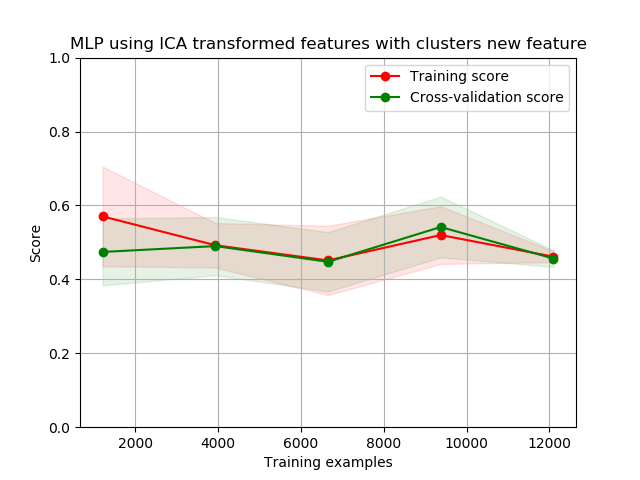 MLP using ICA transformed features with clusters new feature
Training score
Cross-validation score
1.0
0.8
0.6
0.4
0.2
0.0
Score
2000 4000 6000 8000 10000 12000
Training examples